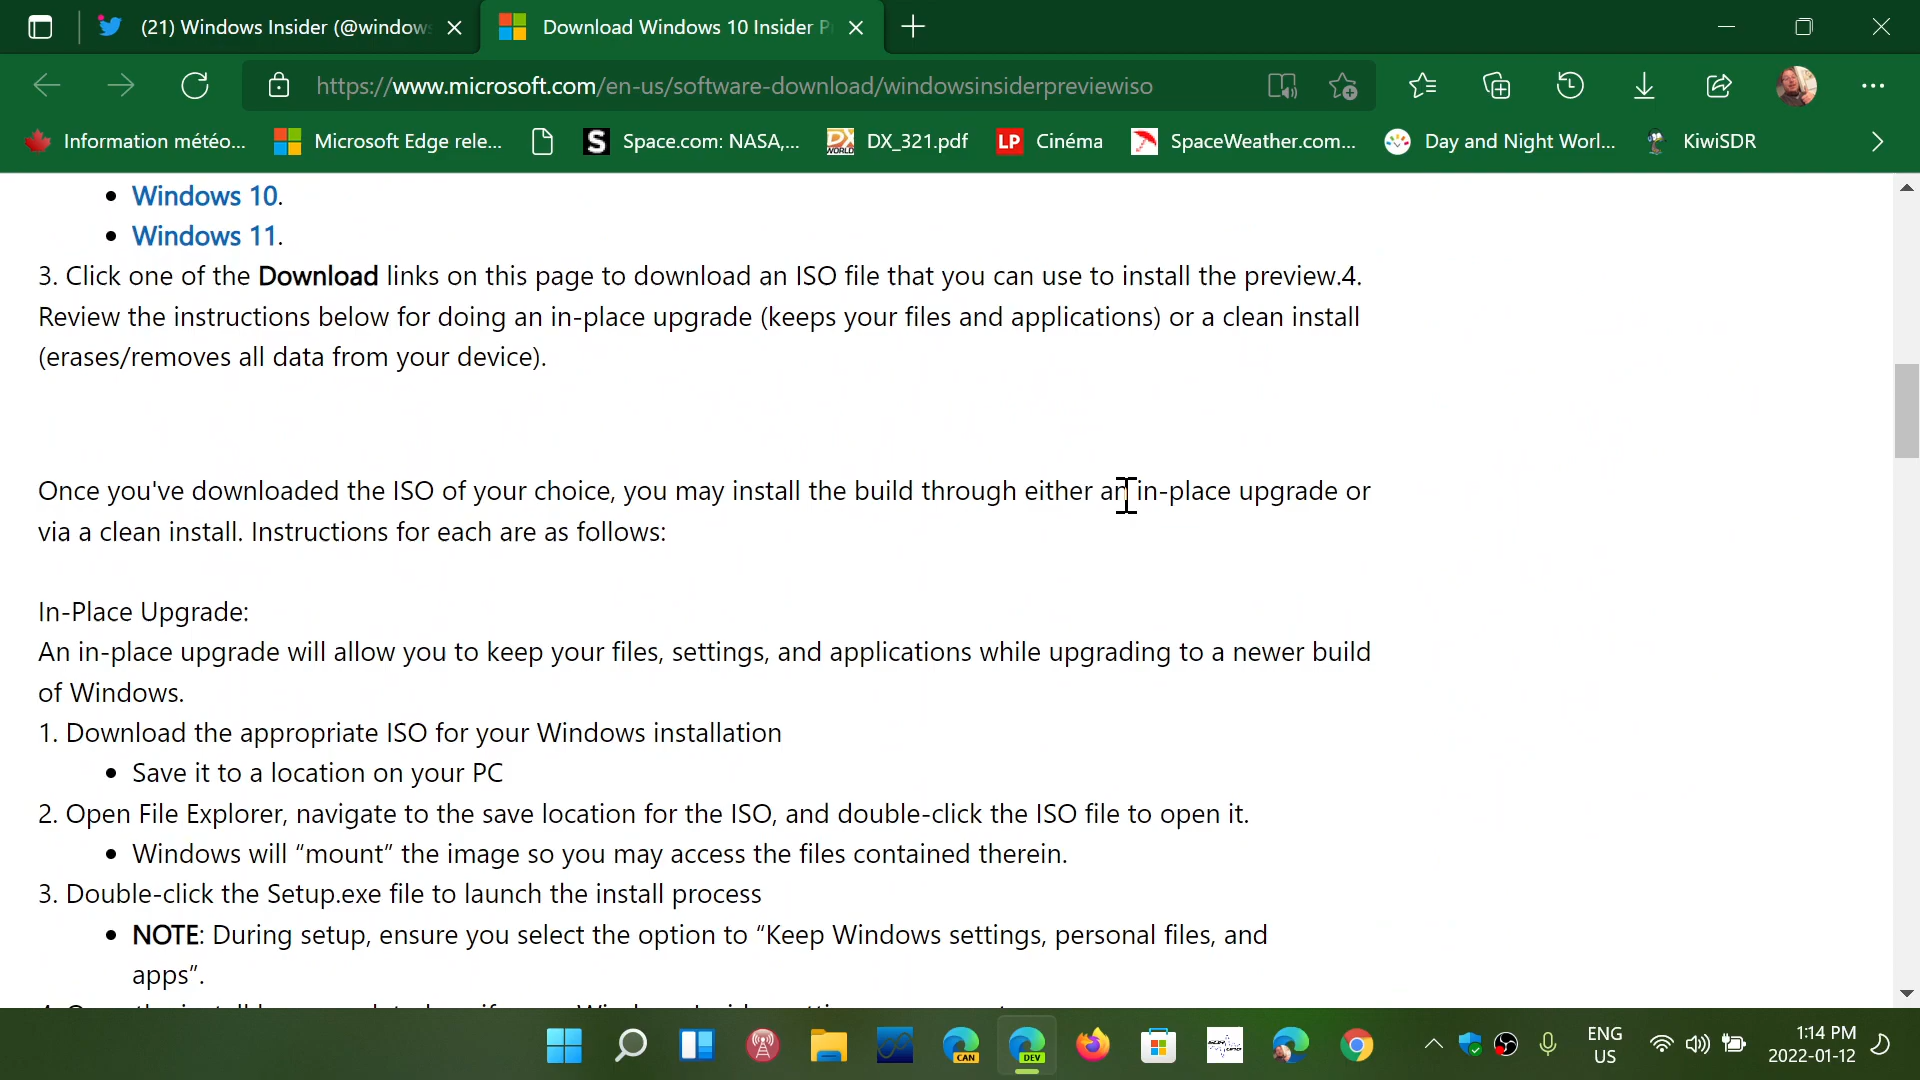 (21) Windows Insider (@window
Download Windows 10 Insider P
https://www.microsoft.com/en-us/software-download/windowsinsiderpreviewiso
Information météo...
Microsoft Edge rele...
S
Space.com: NASA,...
DX
WORLD
DX_321.pdf
LP
Cinéma
SpaceWeather.com...
Day and Night Worl...
KiwiSDR
• Windows 10.
• Windows 11.
3. Click one of the Download links on this page to download an ISO file that you can use to install the preview.4.
Review the instructions below for doing an in-place upgrade (keeps your files and applications) or a clean install
(erases/removes all data from your device).
Once you've downloaded the ISO of your choice, you may install the build through either an in-place upgrade or
via a clean install. Instructions for each are as follows:
In-Place Upgrade:
An in-place upgrade will allow you to keep your files, settings, and applications while upgrading to a newer build
of Windows.
1. Download the appropriate ISO for your Windows installation
• Save it to a location on your PC
2. Open File Explorer, navigate to the save location for the ISO, and double-click the ISO file to open it.
• Windows will “mount” the image so you may access the files contained therein.
3. Double-click the Setup.exe file to launch the install process
• NOTE: During setup, ensure you select the option to “Keep Windows settings, personal files, and
apps”.
CAN
DEV
ENG
US
1:14 PM
2022-01-12